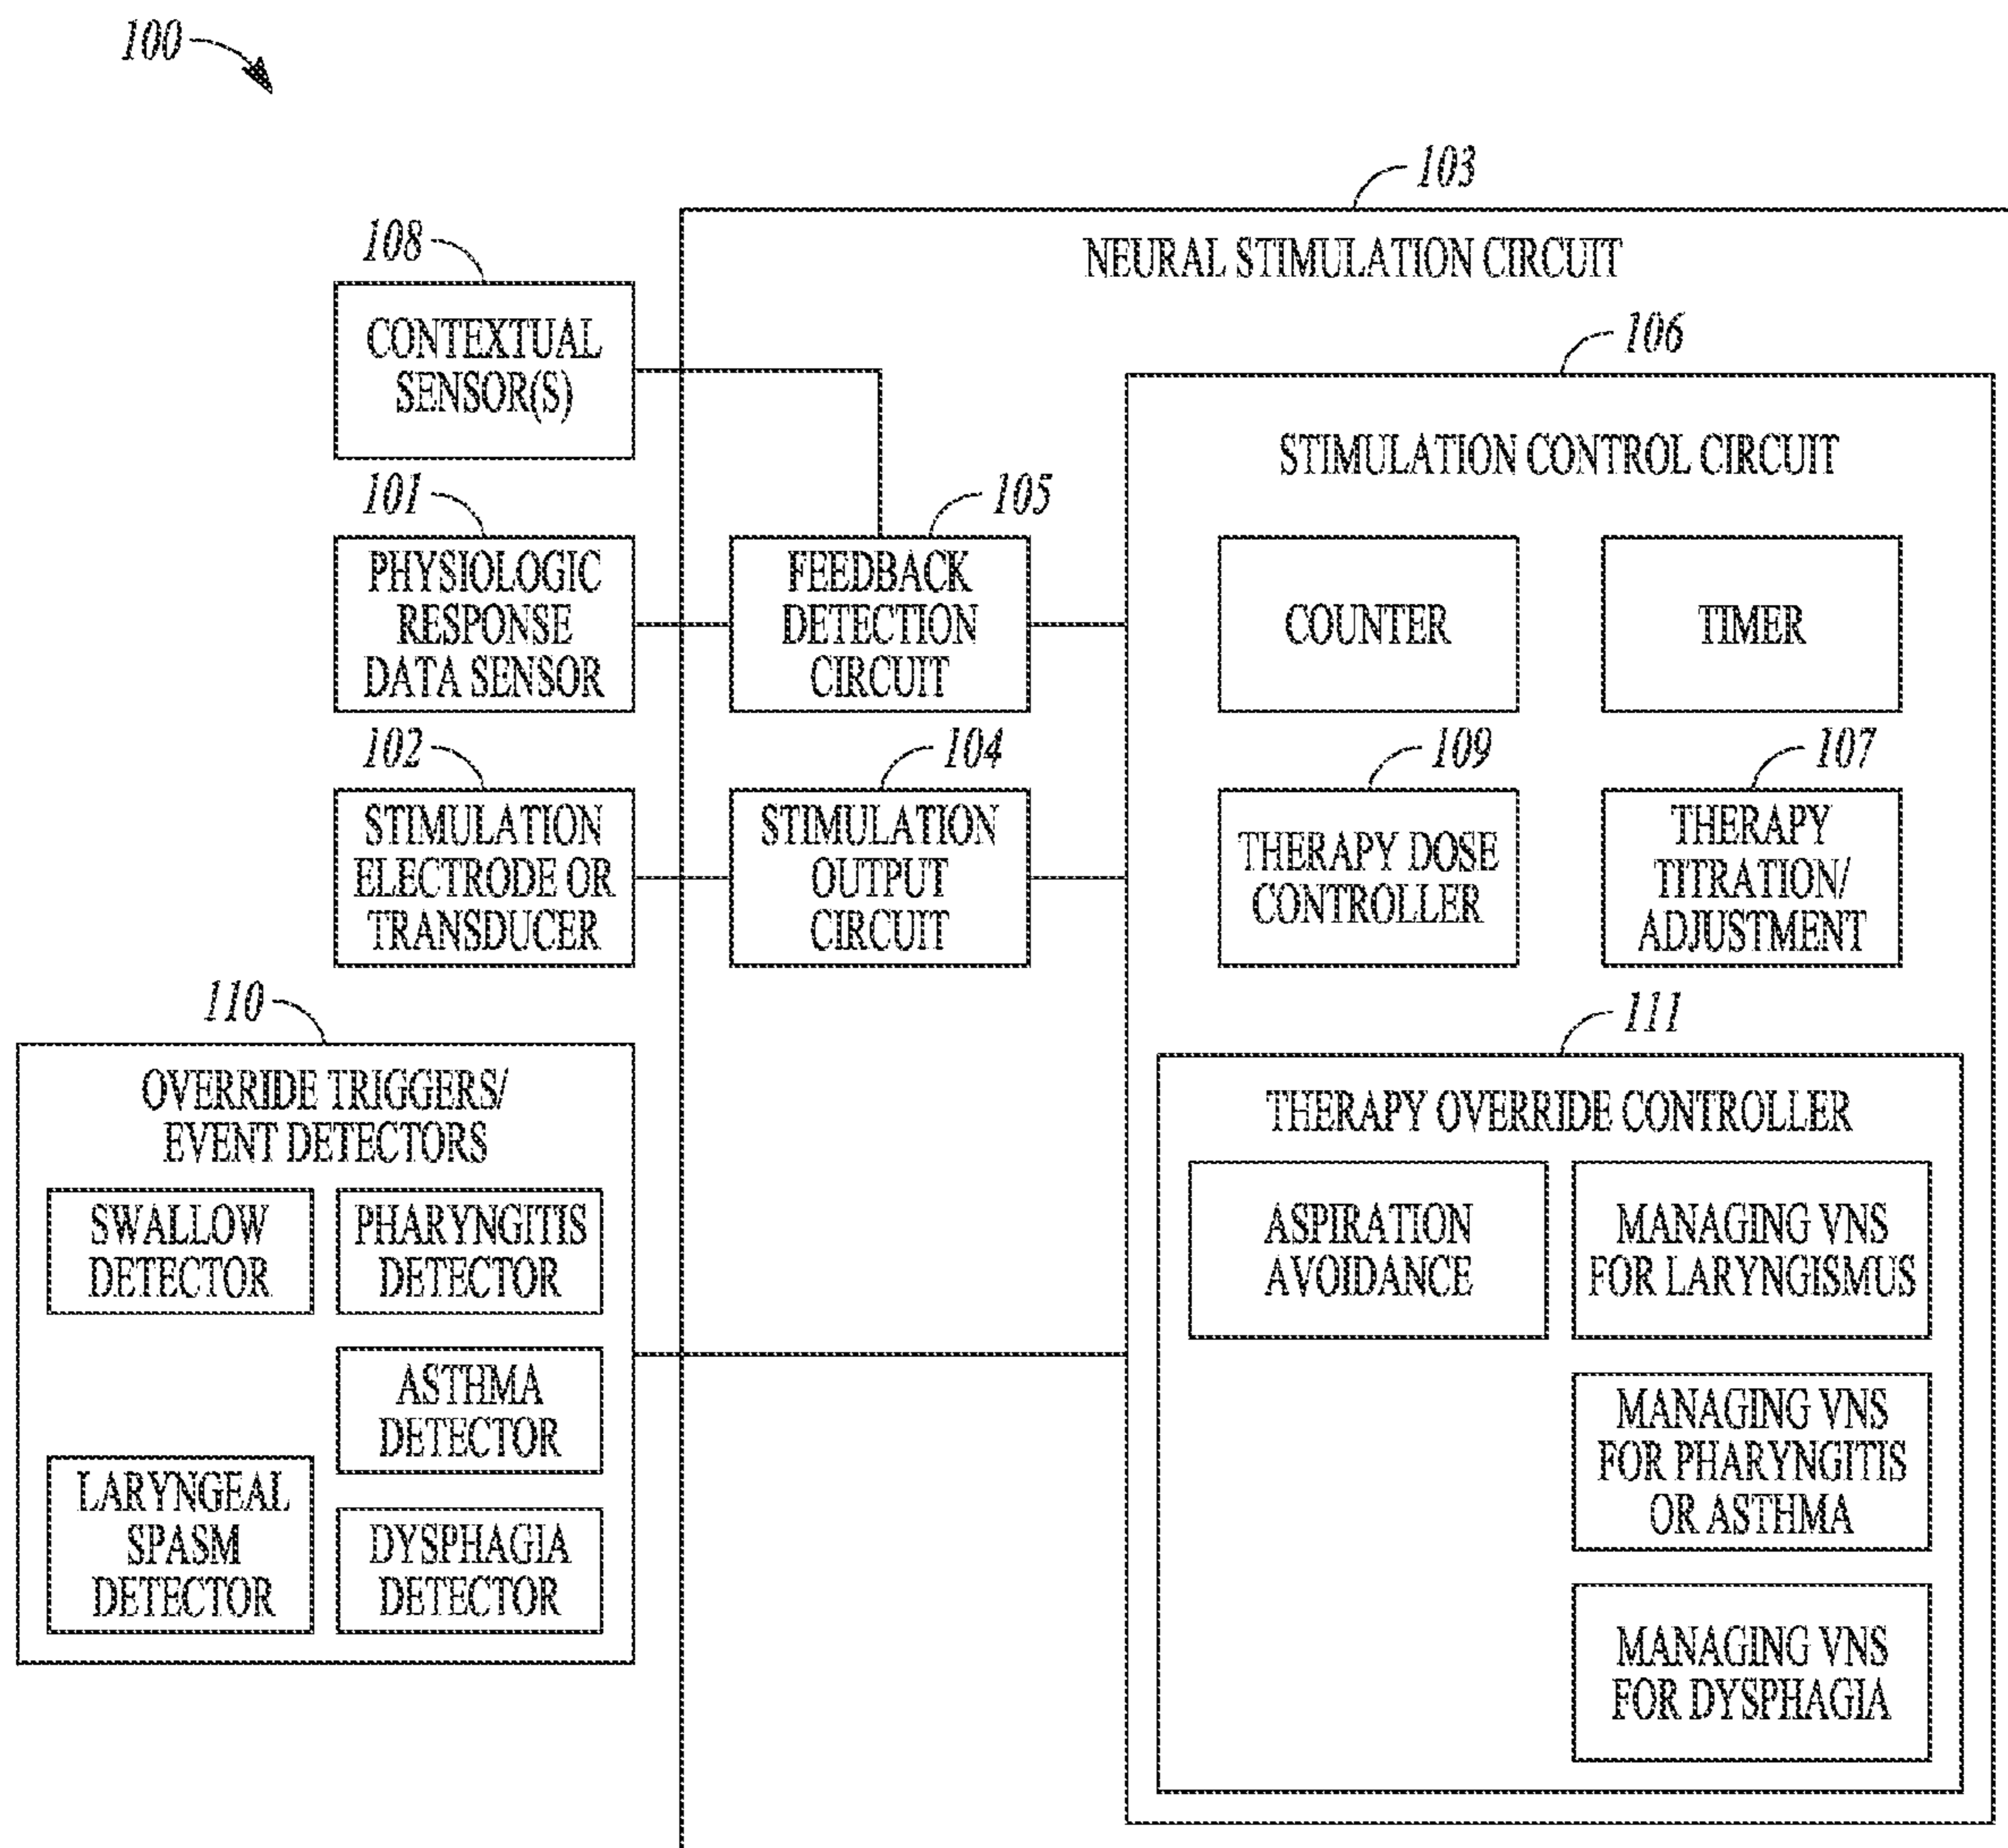 100
103
NEURAL STIMULATION CIRCUIT
108
CONTEXTUAL
SENSOR(S)
106
STIMULATION CONTROL CIRCUIT
101
PHYSIOLOGIC
RESPONSE
DATA SENSOR
105
FEEDBACK
DETECTION
CIRCUIT
COUNTER
TIMER
102
STIMULATION
ELECTRODE OR
TRANSDUCER
104
STIMULATION
OUTPUT
CIRCUIT
109
THERAPY DOSE
CONTROLLER
107
THERAPY
TITRATION/
ADJUSTMENT
110
OVERRIDE TRIGGERS/
EVENT DETECTORS
SWALLOW
DETECTOR
PHARYNGITIS
DETECTOR
ASTHMA
DETECTOR
LARYNGEAL
SPASM
DETECTOR
DYSPHAGIA
DETECTOR
111
THERAPY OVERRIDE CONTROLLER
ASPIRATION
AVOIDANCE
MANAGING VNS
FOR LARYNGISMUS
MANAGING VNS
FOR PHARYNGITIS
OR ASTHMA
MANAGING VNS
FOR DYSPHAGIA